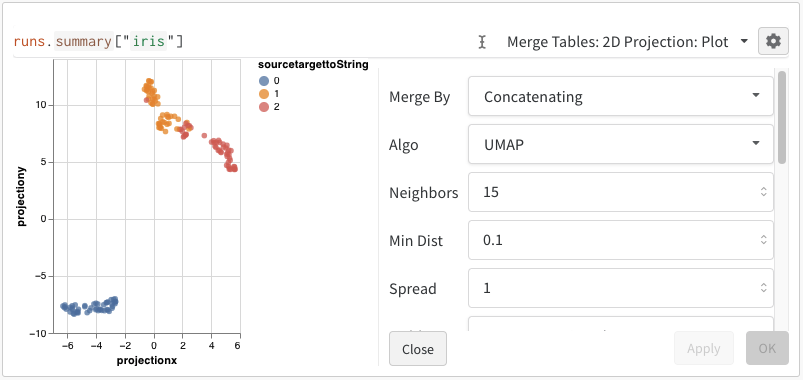 runs.summary["iris"]
Merge Tables: 2D Projection: Plot
sourcetargettoString
0
1
2
10
5
0
−5
−10
projectiony
−6 −4 −2 0 2 4 6
projectionx
Merge By Concatenating
Algo UMAP
Neighbors 15
Min Dist 0.1
Spread 1
Close Apply OK